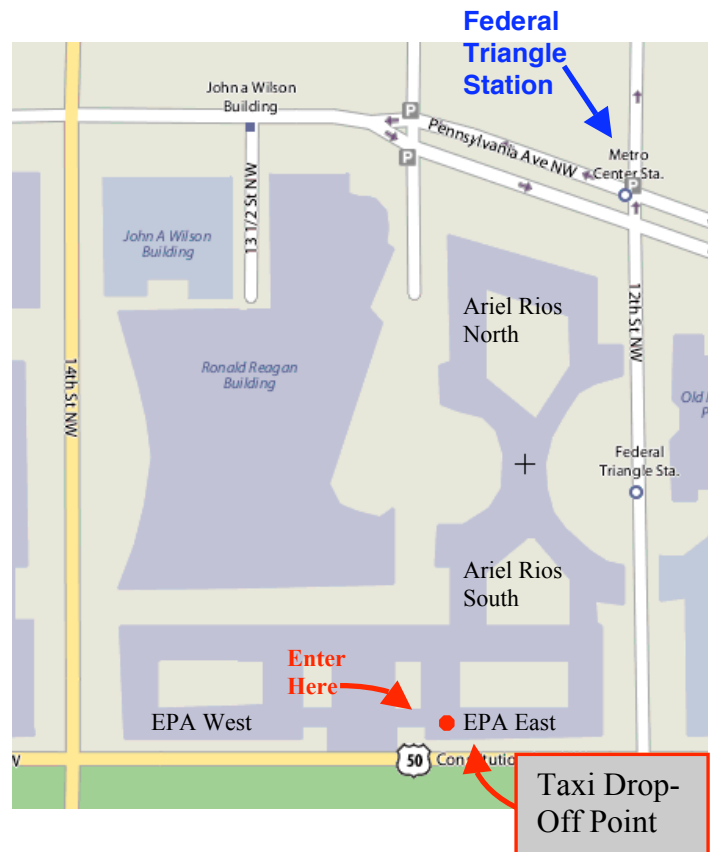 Federal
Triangle
Station
John a Wilson
Building
P
Pennsylvania Ave NW
P
Metro
Center Sta.
P
13 1/2 St NW
John A Wilson
Building
Ariel Rios
North
12th St NW
14th St NW
Ronald Reagan
Building
Old
P
Federal
Triangle Sta.
Ariel Rios
South
Enter
Here
EPA West
EPA East
W
50
Taxi Drop-
Off Point